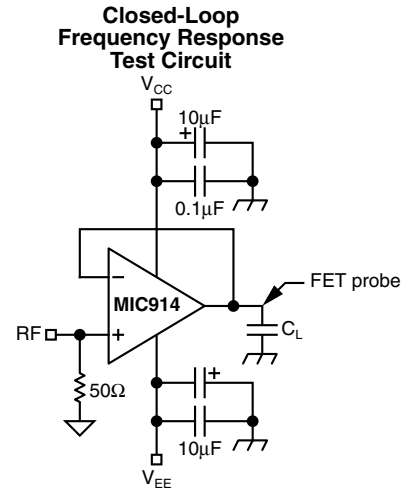 Closed-Loop
Frequency Response
Test Circuit
VCC
10µF
+
0.1µF
−
MIC914
FET probe
RF
+
CL
50Ω
+
10µF
VEE